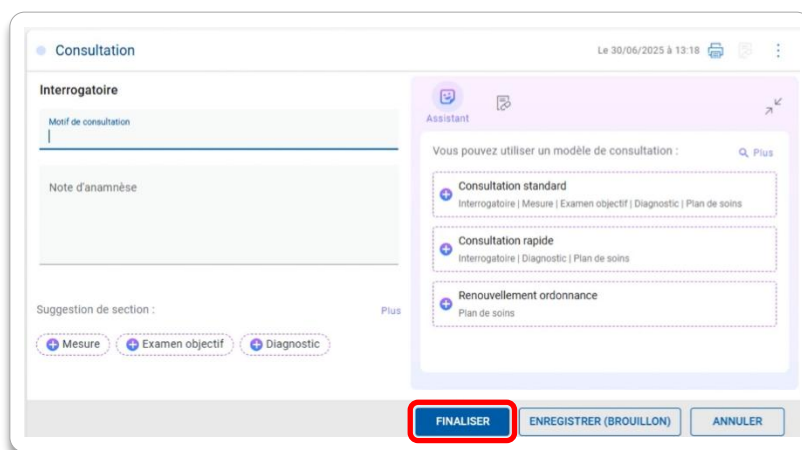 Consultation
Le 30/06/2025 à 13:18
Interrogatoire
Motif de consultation
Note d'anamnèse
Suggestion de section :
Plus
Mesure
Examen objectif
Diagnostic
Assistant
Vous pouvez utiliser un modèle de consultation :
Plus
Consultation standard
Interrogatoire | Mesure | Examen objectif | Diagnostic | Plan de soins
Consultation rapide
Interrogatoire | Diagnostic | Plan de soins
Renouvellement ordonnance
Plan de soins
FINALISER
ENREGISTRER (BROUILLON)
ANNULER